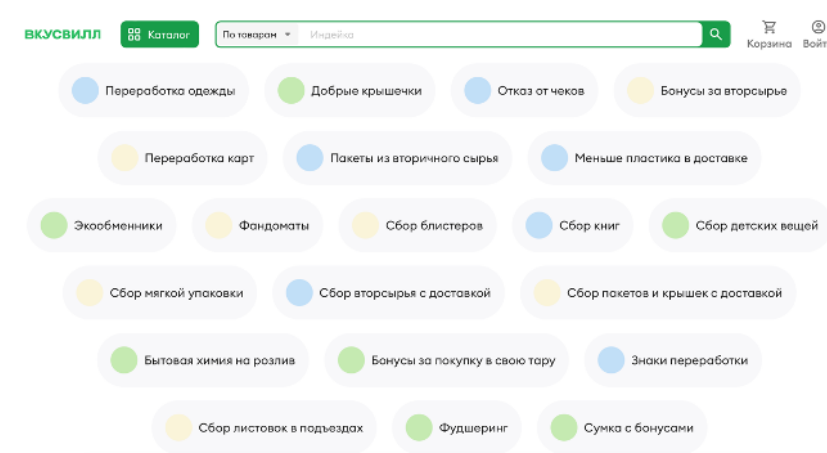 ВКУСВИЛЛ Каталог По товарам Индейка Корзина Войт
Переработка одежды Добрые крышечки Отказ от чеков Бонусы за вторсырье
Переработка карт Пакеты из вторичного сырья Меньше пластика в доставке
Экообменники Фандоматы Сбор блистеров Сбор книг Сбор детских вещей
Сбор мягкой упаковки Сбор вторсырья с доставкой Сбор пакетов и крышек с доставкой
Бытовая химия на розлив Бонусы за покупку в свою тару Знаки переработки
Сбор листовок в подъездах Фудшеринг Сумка с бонусами